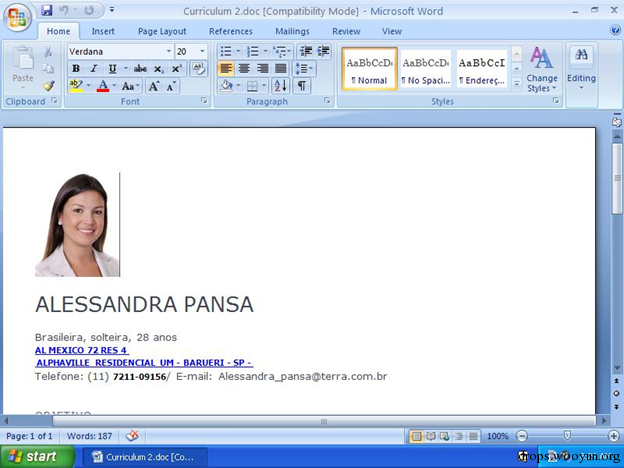 Curriculum 2.doc [Compatibility Mode] - Microsoft Word
Home Insert Page Layout References Mailings Review View
Paste
Verdana 20
B I U abe x₂ x² 
ab A Aa A A
AaBbCcDc AaBbCcDc AABBCCI
¶ Normal ¶ No Spaci... ¶ Endereç...
Change Styles
Editing
Clipboard Font Paragraph Styles
ALESSANDRA PANSA
Brasileira, solteira, 28 anos
AL MEXICO 72 RES 4
ALPHAVILLE RESIDENCIAL UM - BARUERI - SP -
Telefone: (11) 7211-09156/ E-mail: Alessandra_pansa@terra.com.br
OBJETIVO
Page: 1 of 1 Words: 187 100%
start Curriculum 2.doc [Co...
drops.wooyun.org